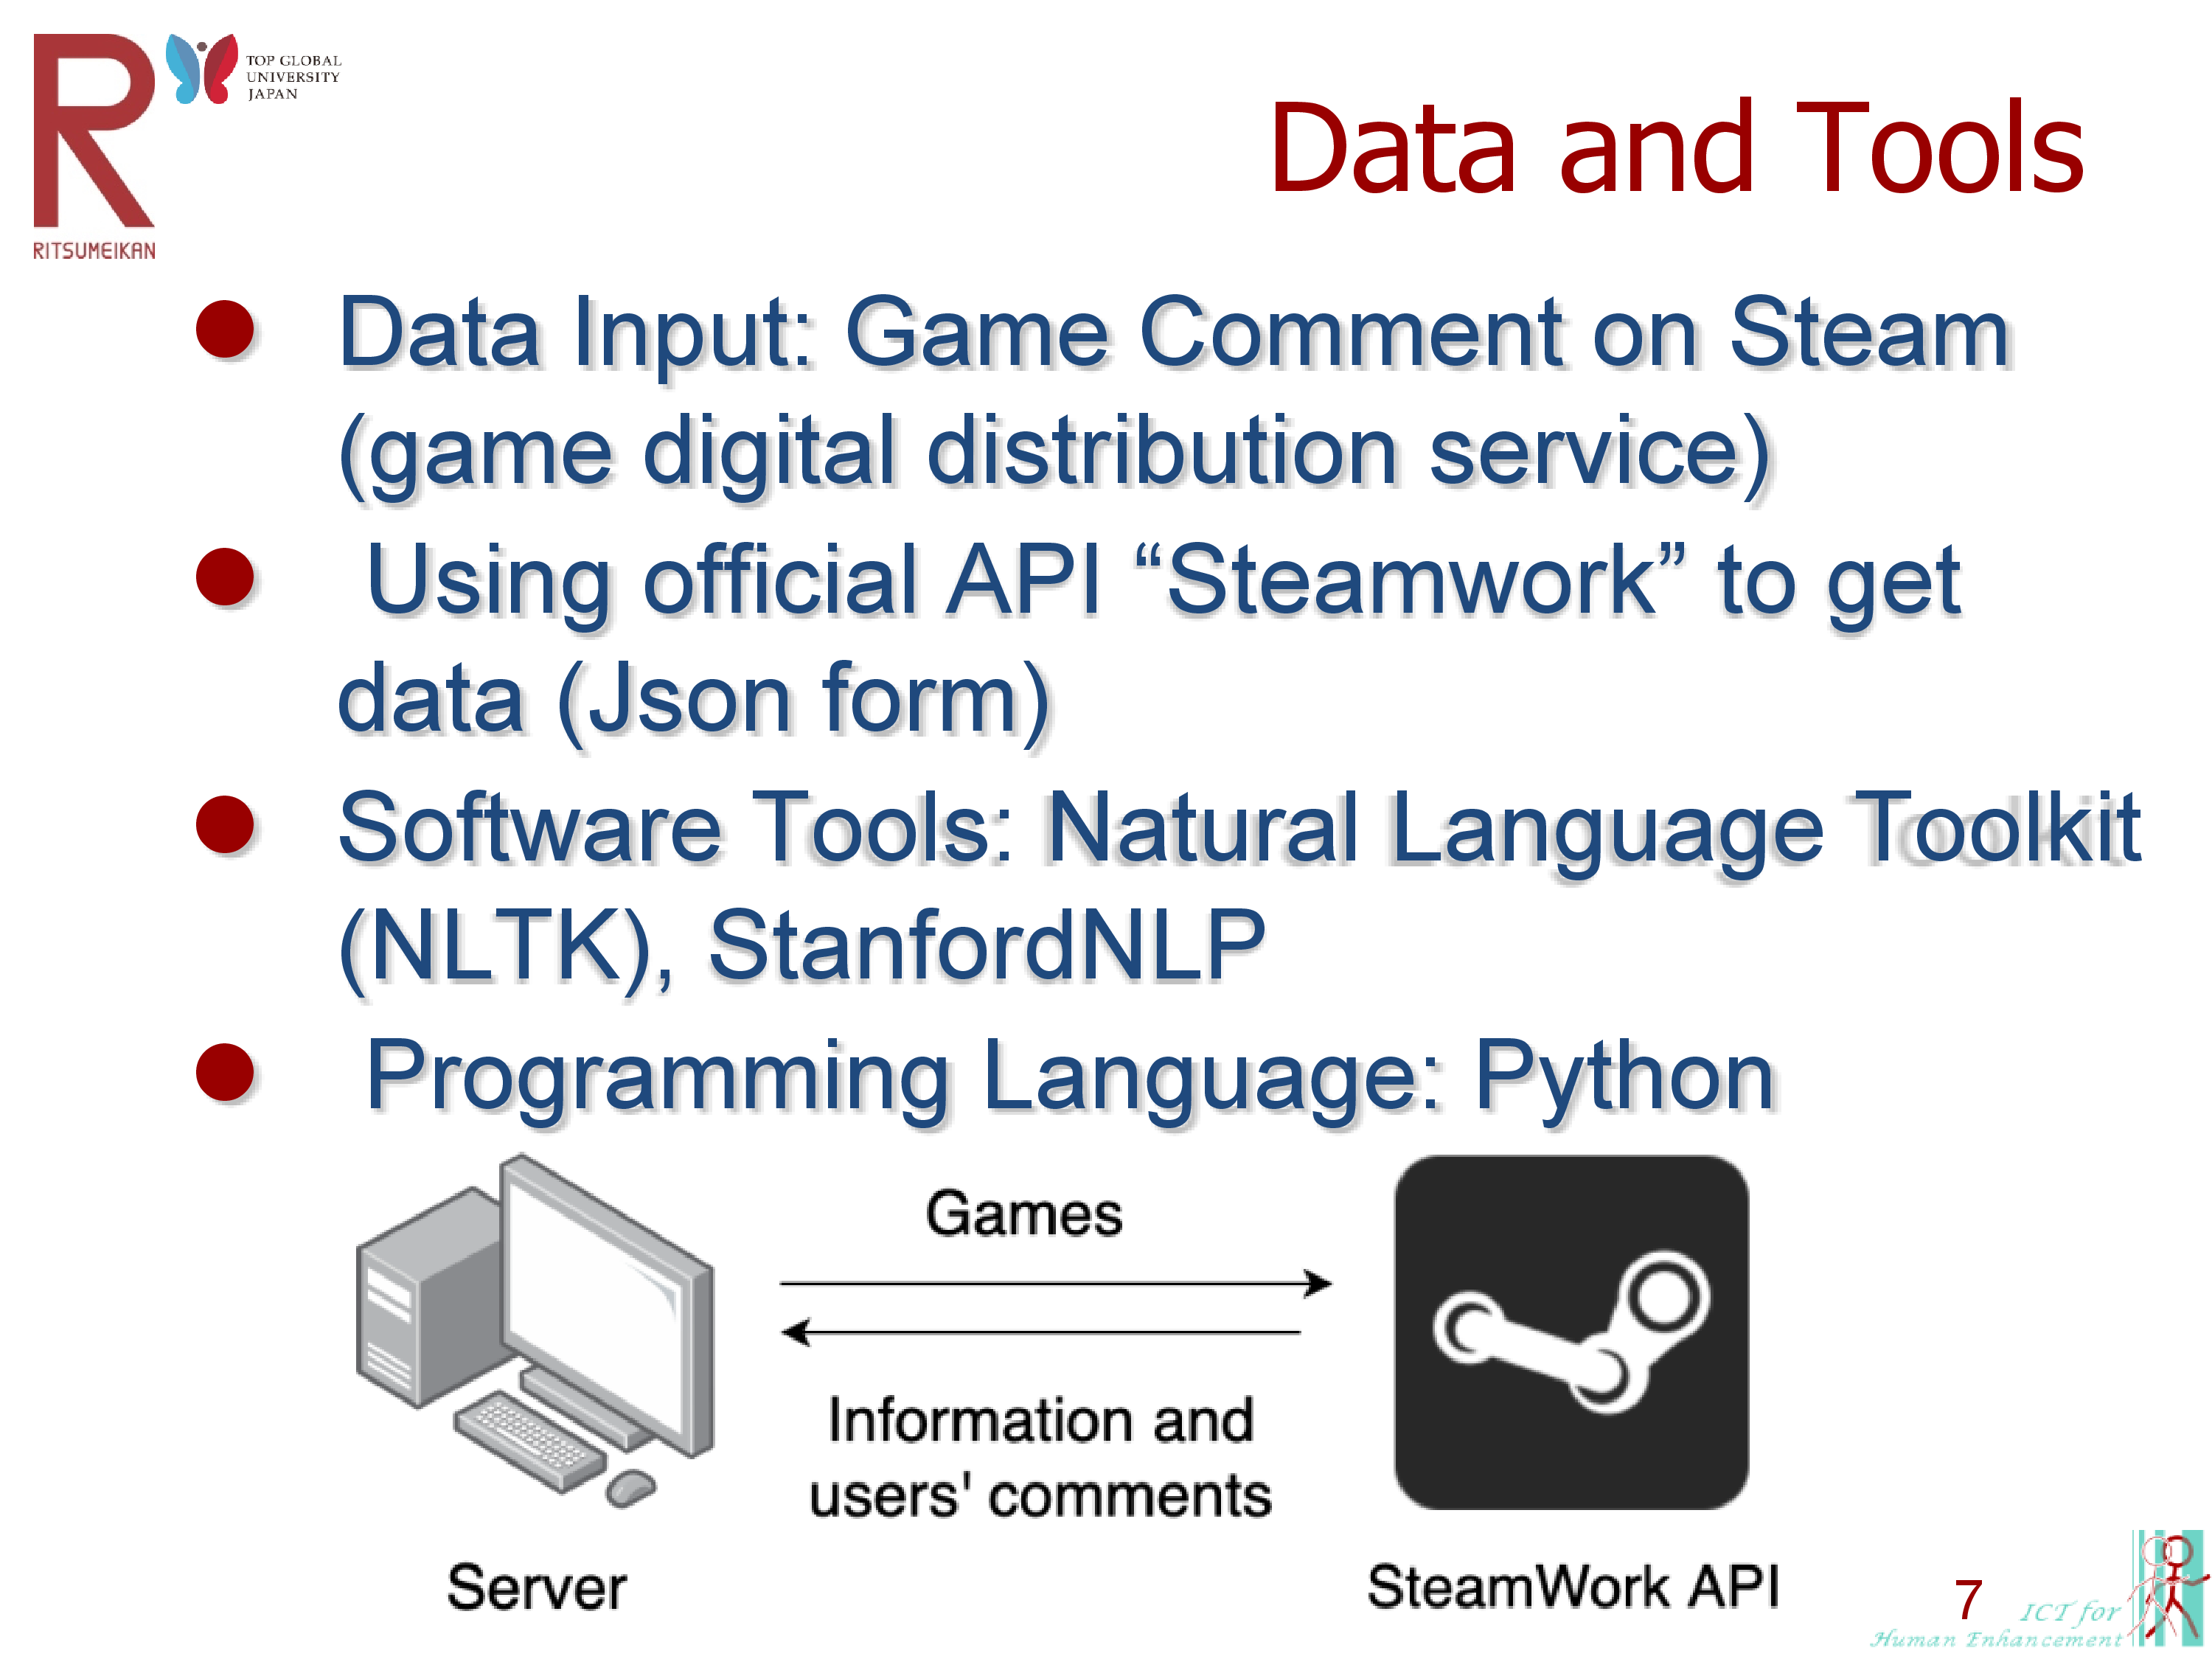 TOP GLOBAL
UNIVERSITY
JAPAN
RITSUMEIKAN
Data and Tools
Data Input: Game Comment on Steam
(game digital distribution service)
Using official API “Steamwork” to get
data (Json form)
Software Tools: Natural Language Toolkit
(NLTK), StanfordNLP
Programming Language: Python
Games
Information and
users' comments
Server
SteamWork API
7
ICT for
Human Enhancement